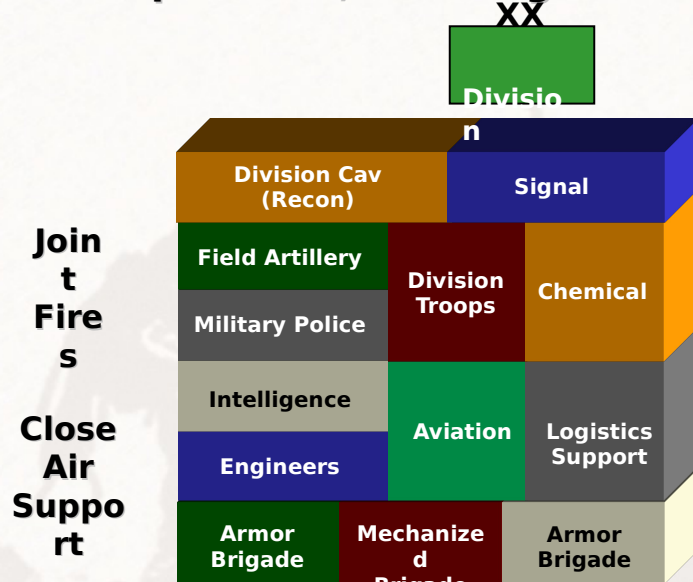 XX
Divisio
n
Division Cav
(Recon)
Signal
Join
t
Fire
s
Field Artillery
Division
Troops
Chemical
Military Police
Intelligence
Aviation
Logistics
Support
Close
Air
Suppo
rt
Engineers
Armor
Brigade
Mechanize
d
Brigade
Armor
Brigade